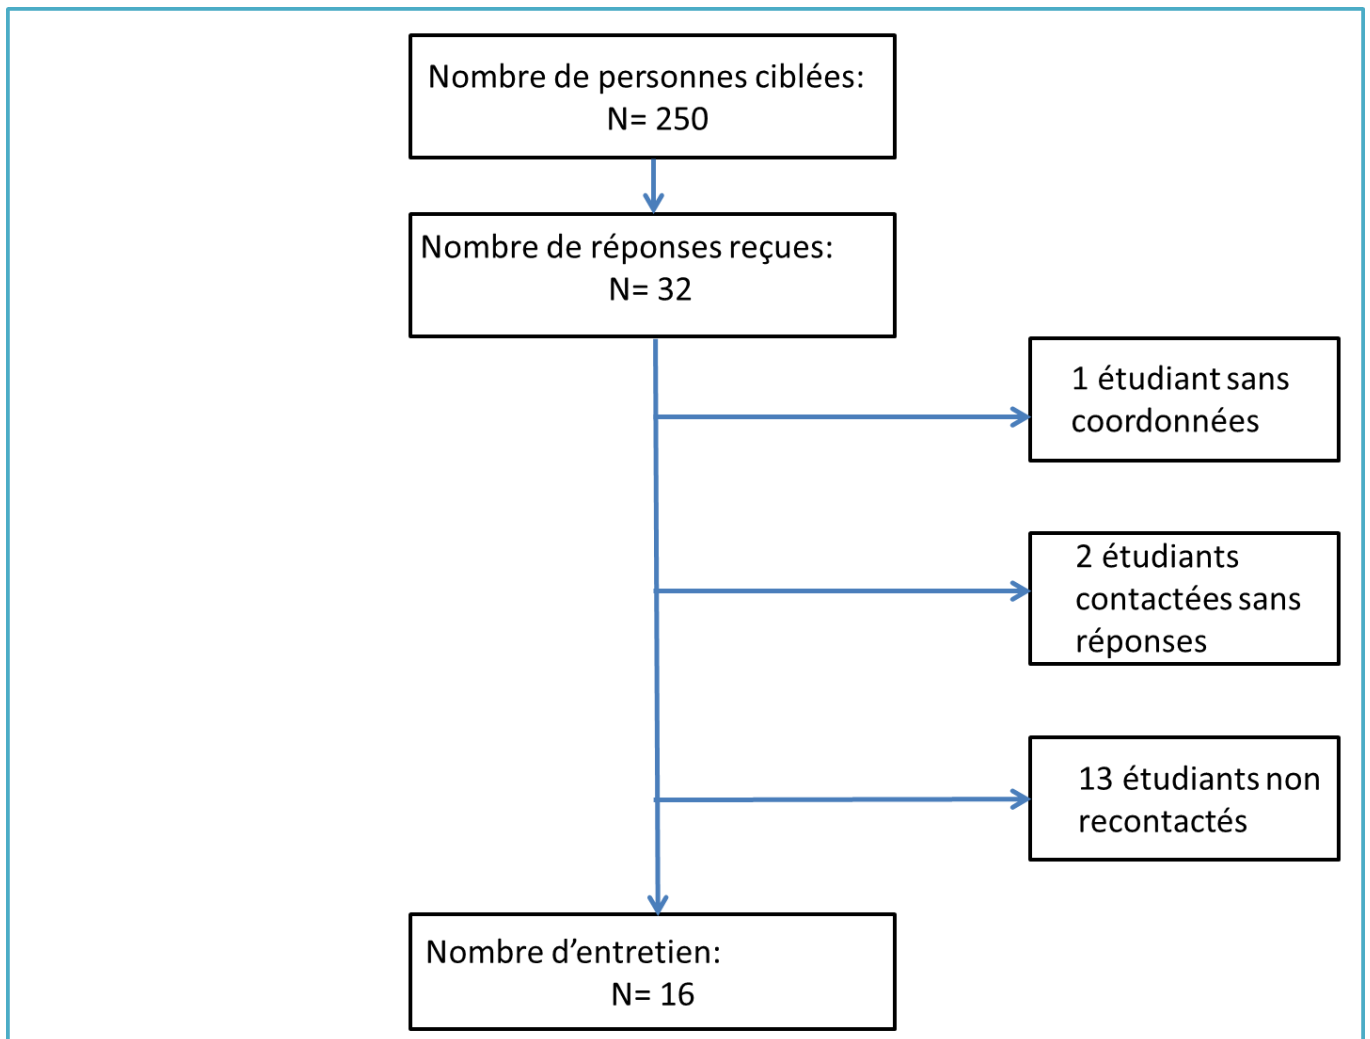 Nombre de personnes ciblées:
N= 250
Nombre de réponses reçues:
N= 32
1 étudiant sans
coordonnées
2 étudiants
contactées sans
réponses
13 étudiants non
recontactés
Nombre d’entretien:
N= 16